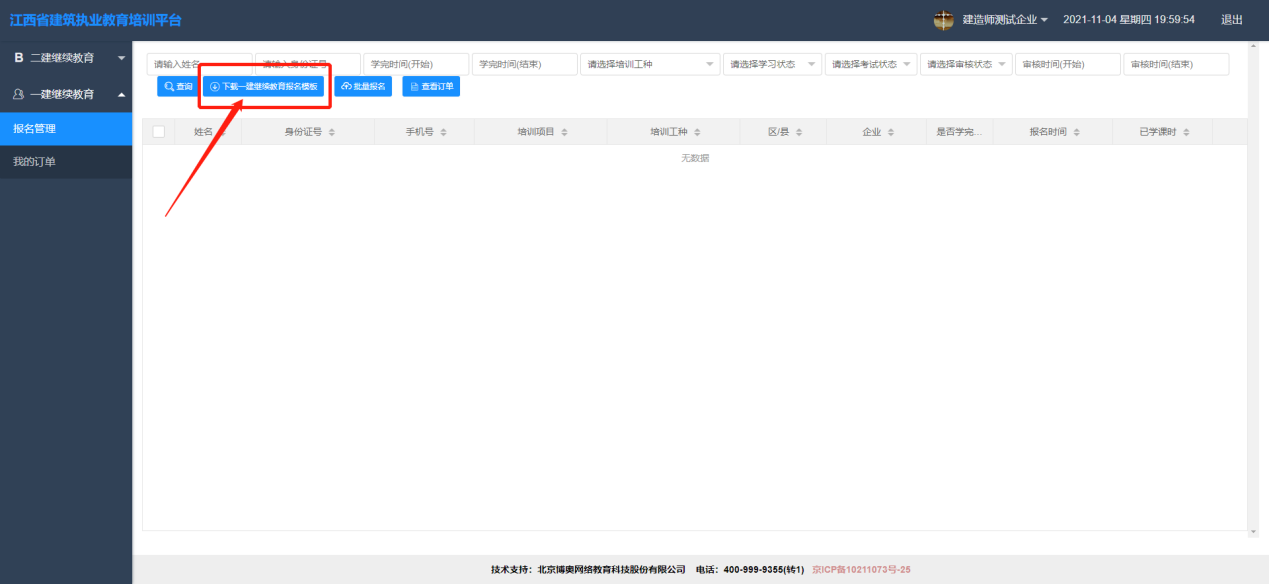 江西省建筑执业教育培训平台
建造师测试企业 2021-11-04 星期四 19:59:54 退出
B 二建继续教育
一建继续教育
报名管理
我的订单
请输入姓名 请输入身份证号 学完时间(开始) 学完时间(结束) 请选择培训工种 请选择学习状态 请选择考试状态 请选择审核状态 审核时间(开始) 审核时间(结束)
查询 下载一建继续教育报名模板 批量报名 查看订单
姓名 身份证号 手机号 培训项目 培训工种 区/县 企业 是否学完... 报名时间 已学课时
无数据
技术支持：北京博奥网络教育科技股份有限公司 电话：400-999-9355(转1) 京ICP备10211073号-25